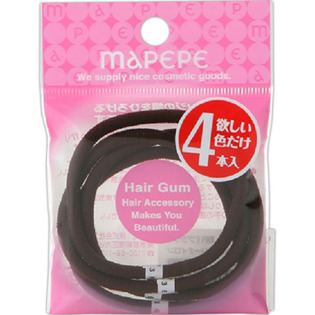 maPEPE
We supply nice cosmetic goods.
欲しい
色だけ
4本入
Hair Gum
Hair Accessory
Makes You
Beautiful.